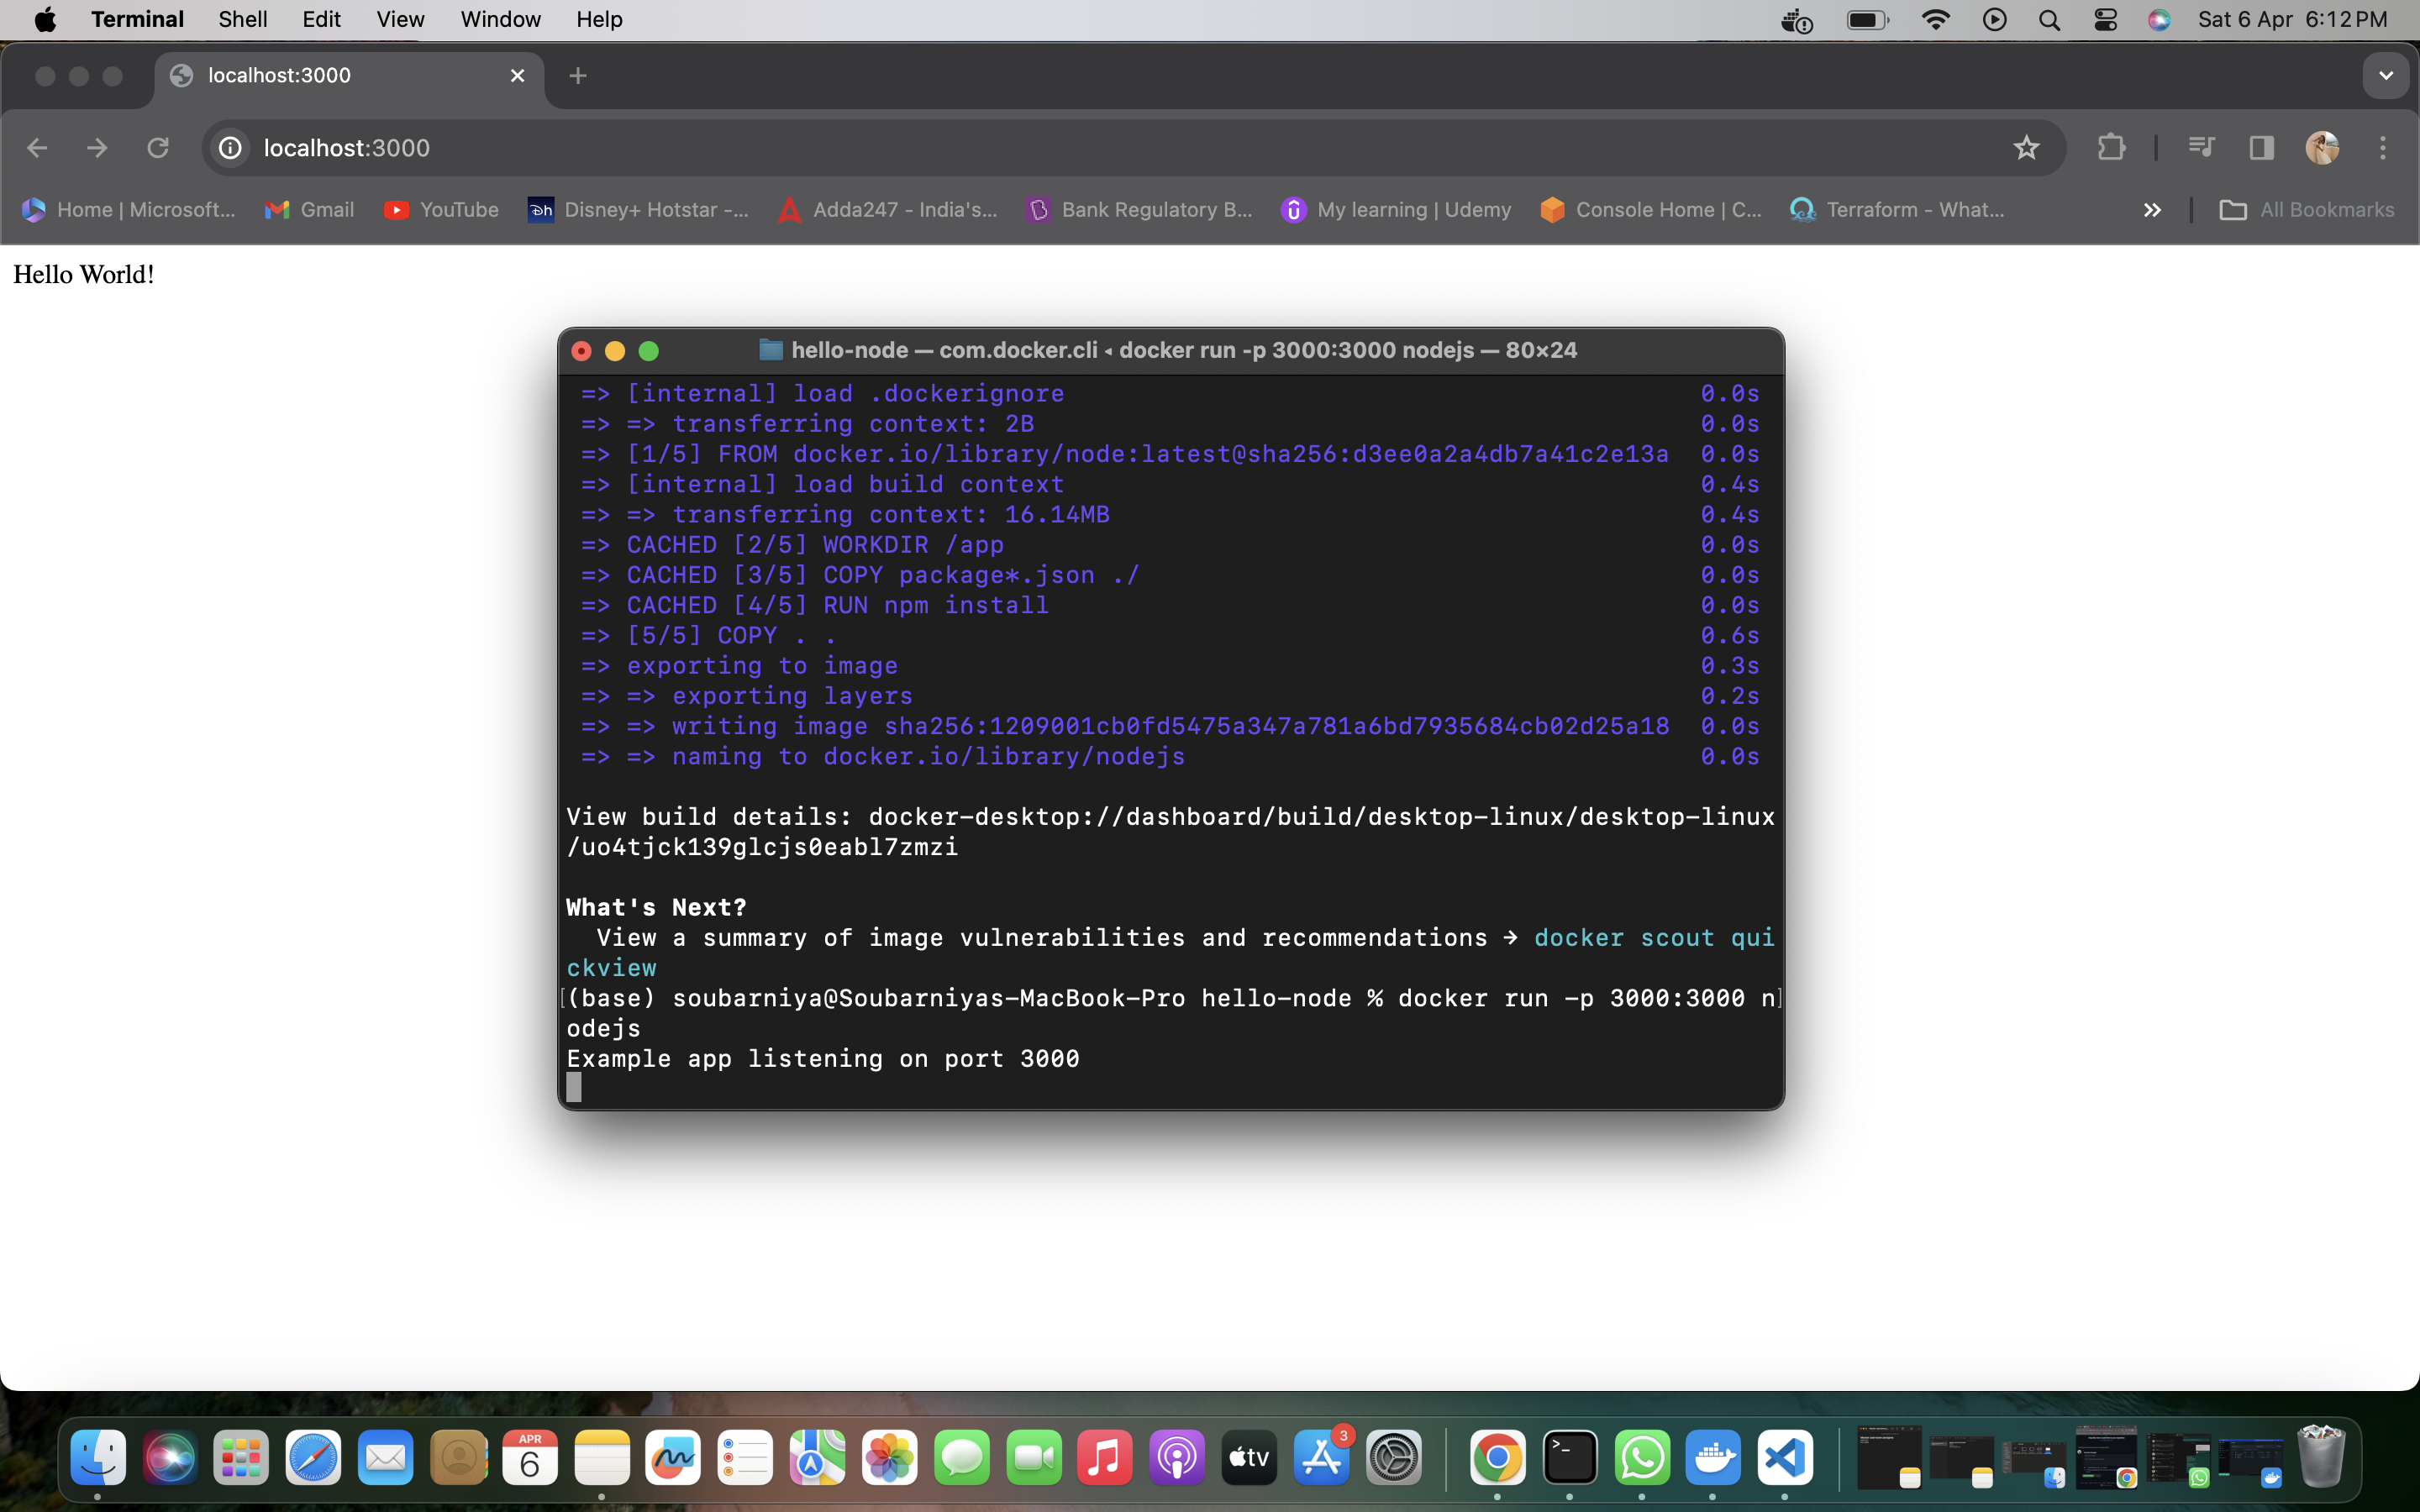 Terminal Shell Edit View Window Help Sat 6 Apr 6:12 PM
localhost:3000
localhost:3000
Home | Microsoft... Gmail YouTube Disney+ Hotstar -... Adda247 - India's... Bank Regulatory B... My learning | Udemy Console Home | C... Terraform - What... All Bookmarks
Hello World!
hello-node — com.docker.cli ◂ docker run -p 3000:3000 nodejs — 80×24
=> [internal] load .dockerignore 0.0s
=> => transferring context: 2B 0.0s
=> [1/5] FROM docker.io/library/node:latest@sha256:d3ee0a2a4db7a41c2e13a 0.0s
=> [internal] load build context 0.4s
=> => transferring context: 16.14MB 0.4s
=> CACHED [2/5] WORKDIR /app 0.0s
=> CACHED [3/5] COPY package*.json ./ 0.0s
=> CACHED [4/5] RUN npm install 0.0s
=> [5/5] COPY . . 0.6s
=> exporting to image 0.3s
=> => exporting layers 0.2s
=> => writing image sha256:1209001cb0fd5475a347a781a6bd7935684cb02d25a18 0.0s
=> => naming to docker.io/library/nodejs 0.0s
View build details: docker-desktop://dashboard/build/desktop-linux/desktop-linux
/uo4tjck139glcjs0eabl7zmzi
What's Next?
View a summary of image vulnerabilities and recommendations → docker scout qui
ckview
[(base) soubarniya@Soubarniyas-MacBook-Pro hello-node % docker run -p 3000:3000 n]
odejs
Example app listening on port 3000
APR
6
tv
3
>_